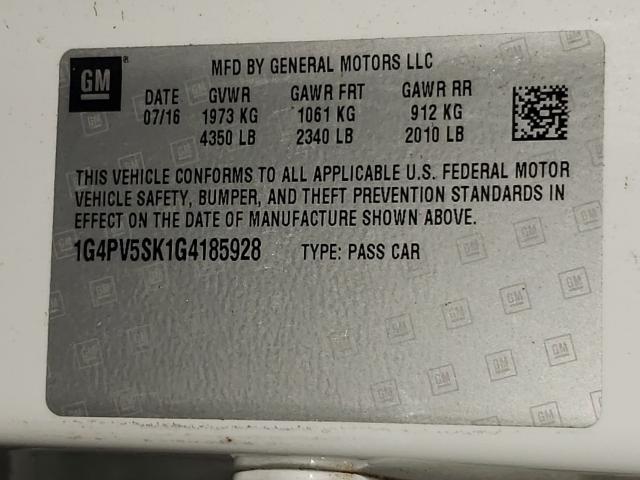 GM
MFD BY GENERAL MOTORS LLC
DATE GVWR GAWR FRT GAWR RR
07/16 1973 KG 1061 KG 912 KG
4350 LB 2340 LB 2010 LB
THIS VEHICLE CONFORMS TO ALL APPLICABLE U.S. FEDERAL MOTOR
VEHICLE SAFETY, BUMPER, AND THEFT PREVENTION STANDARDS IN
EFFECT ON THE DATE OF MANUFACTURE SHOWN ABOVE.
1G4PV5SK1G4185928 TYPE: PASS CAR